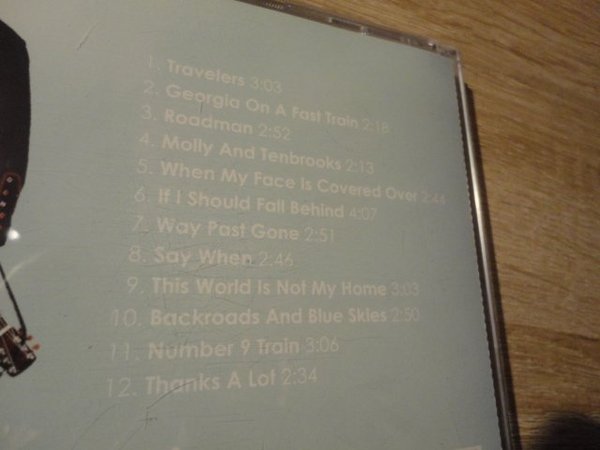 1. Travelers 3:03
2. Georgia On A Fast Train 2:18
3. Roadman 2:52
4. Molly And Tenbrooks 2:13
5. When My Face Is Covered Over 2:44
6. If I Should Fall Behind 4:07
7. Way Past Gone 2:51
8. Say When 2:46
9. This World Is Not My Home 3:03
10. Backroads And Blue Skies 2:50
11. Number 9 Train 3:06
12. Thanks A Lot 2:34